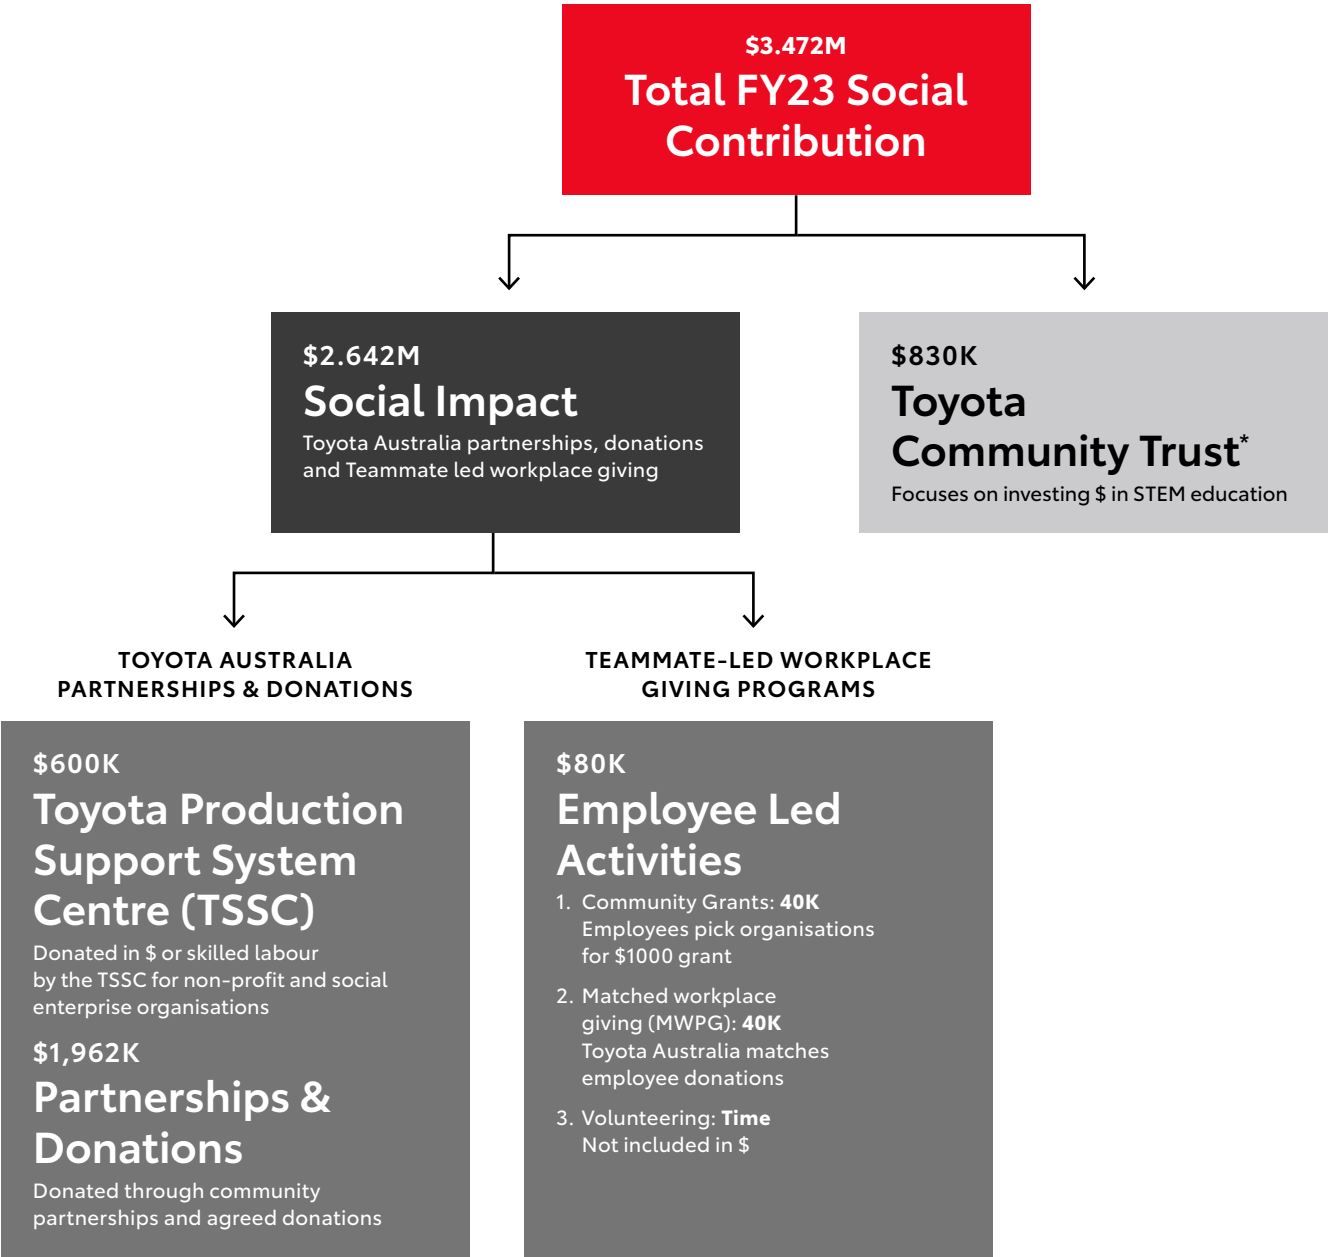 $3.472M
Total FY23 Social
Contribution
$2.642M
Social Impact
Toyota Australia partnerships, donations
and Teammate led workplace giving
$830K
Toyota
Community Trust*
Focuses on investing $ in STEM education
TOYOTA AUSTRALIA
PARTNERSHIPS & DONATIONS
$600K
Toyota Production
Support System
Centre (TSSC)
Donated in $ or skilled labour
by the TSSC for non-profit and social
enterprise organisations
$1,962K
Partnerships &
Donations
Donated through community
partnerships and agreed donations
TEAMMATE-LED WORKPLACE
GIVING PROGRAMS
$80K
Employee Led
Activities
1. Community Grants: 40K
Employees pick organisations
for $1000 grant
2. Matched workplace
giving (MWPG): 40K
Toyota Australia matches
employee donations
3. Volunteering: Time
Not included in $